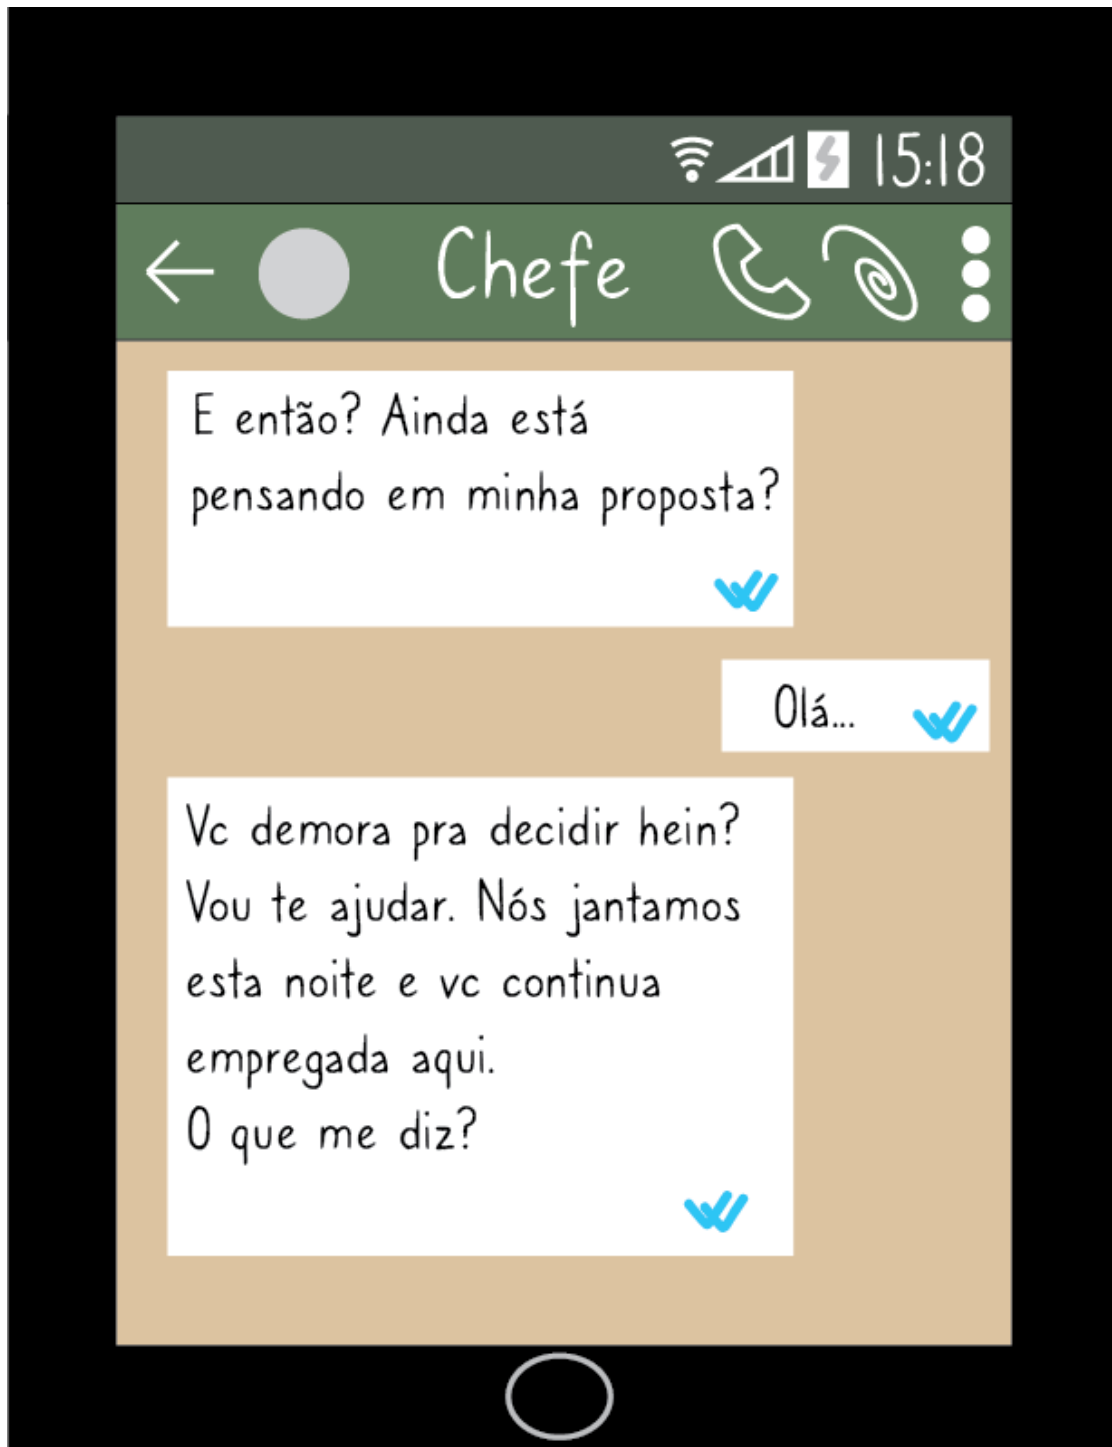 15:18
Chefe
E então? Ainda está
pensando em minha proposta?
Olá...
Vc demora pra decidir hein?
Vou te ajudar. Nós jantamos
esta noite e vc continua
empregada aqui.
O que me diz?